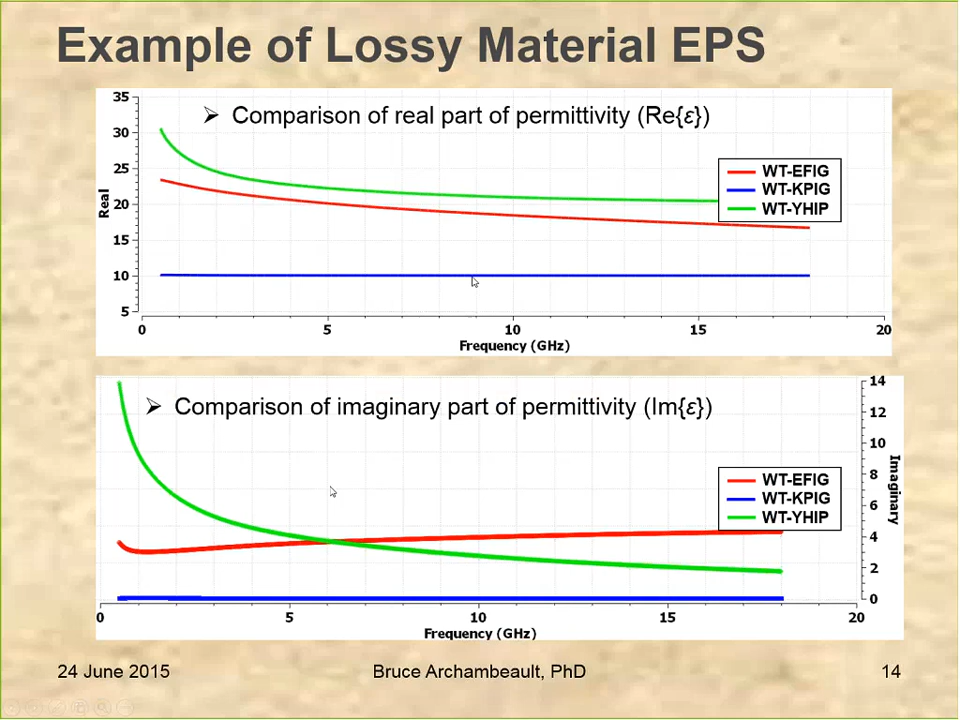 Example of Lossy Material EPS
➢ Comparison of real part of permittivity (Re{ε})
35
30
25
20
15
10
5
Real
WT-EFIG
WT-KPIG
WT-YHIP
0 5 10 15 20
Frequency (GHz)
➢ Comparison of imaginary part of permittivity (Im{ε})
14
12
10
8
6
4
2
0
Imaginary
WT-EFIG
WT-KPIG
WT-YHIP
0 5 10 15 20
Frequency (GHz)
24 June 2015 Bruce Archambeault, PhD 14